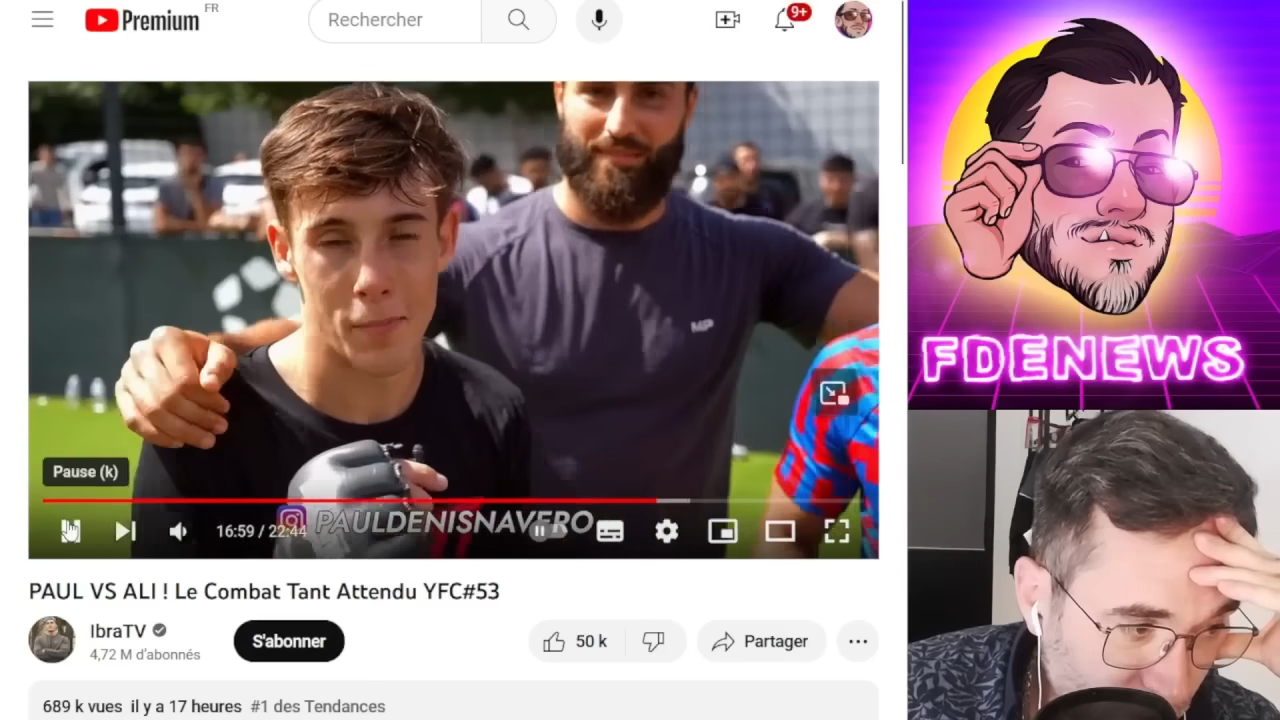 Premium FR
Rechercher
9+
MP
Pause (k)
PAULDENISNAVERO
16:59 / 22:44
PAUL VS ALI ! Le Combat Tant Attendu YFC#53
IbraTV
4,72 M d'abonnés
S'abonner
50 k
Partager
689 k vues il y a 17 heures #1 des Tendances
FDENEWS